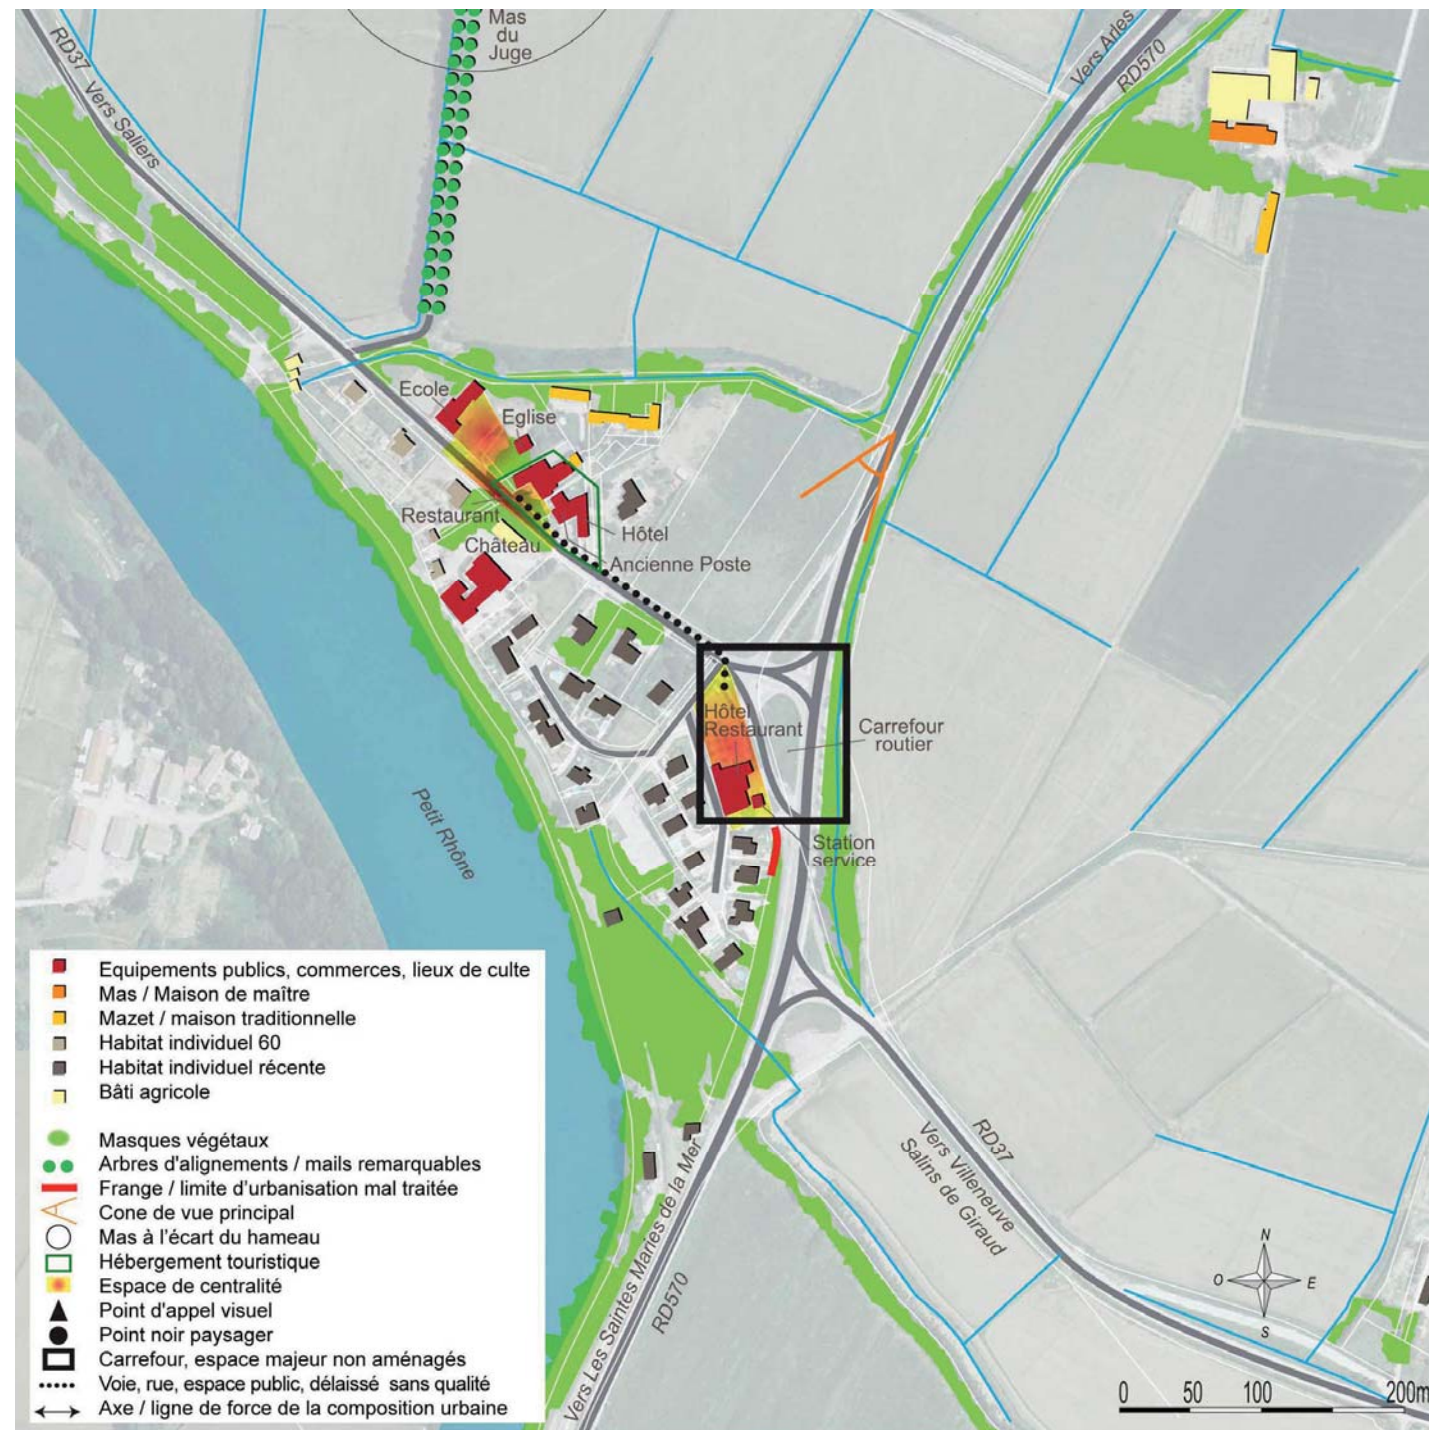 Mas
du
Juge
Vers Arles
RD570
RD37 Vers Saliers
Ecole
Eglise
Restaurant
Hôtel
Château
Ancienne Poste
Hôtel
Restaurant
Carrefour
routier
Petit Rhône
Station
service
Equipements publics, commerces, lieux de culte
Mas / Maison de maître
Mazet / maison traditionnelle
Habitat individuel 60
Habitat individuel récente
Bâti agricole
Masques végétaux
Arbres d'alignements / mails remarquables
Frange / limite d'urbanisation mal traitée
Cone de vue principal
Mas à l'écart du hameau
Hébergement touristique
Espace de centralité
Point d'appel visuel
Point noir paysager
Carrefour, espace majeur non aménagés
Voie, rue, espace public, délaissé sans qualité
Axe / ligne de force de la composition urbaine
Vers Les Saintes Maries de la Mer
RD570
RD37
Vers Villeneuve
Salins de Giraud
N
O E
S
0 50 100 200m